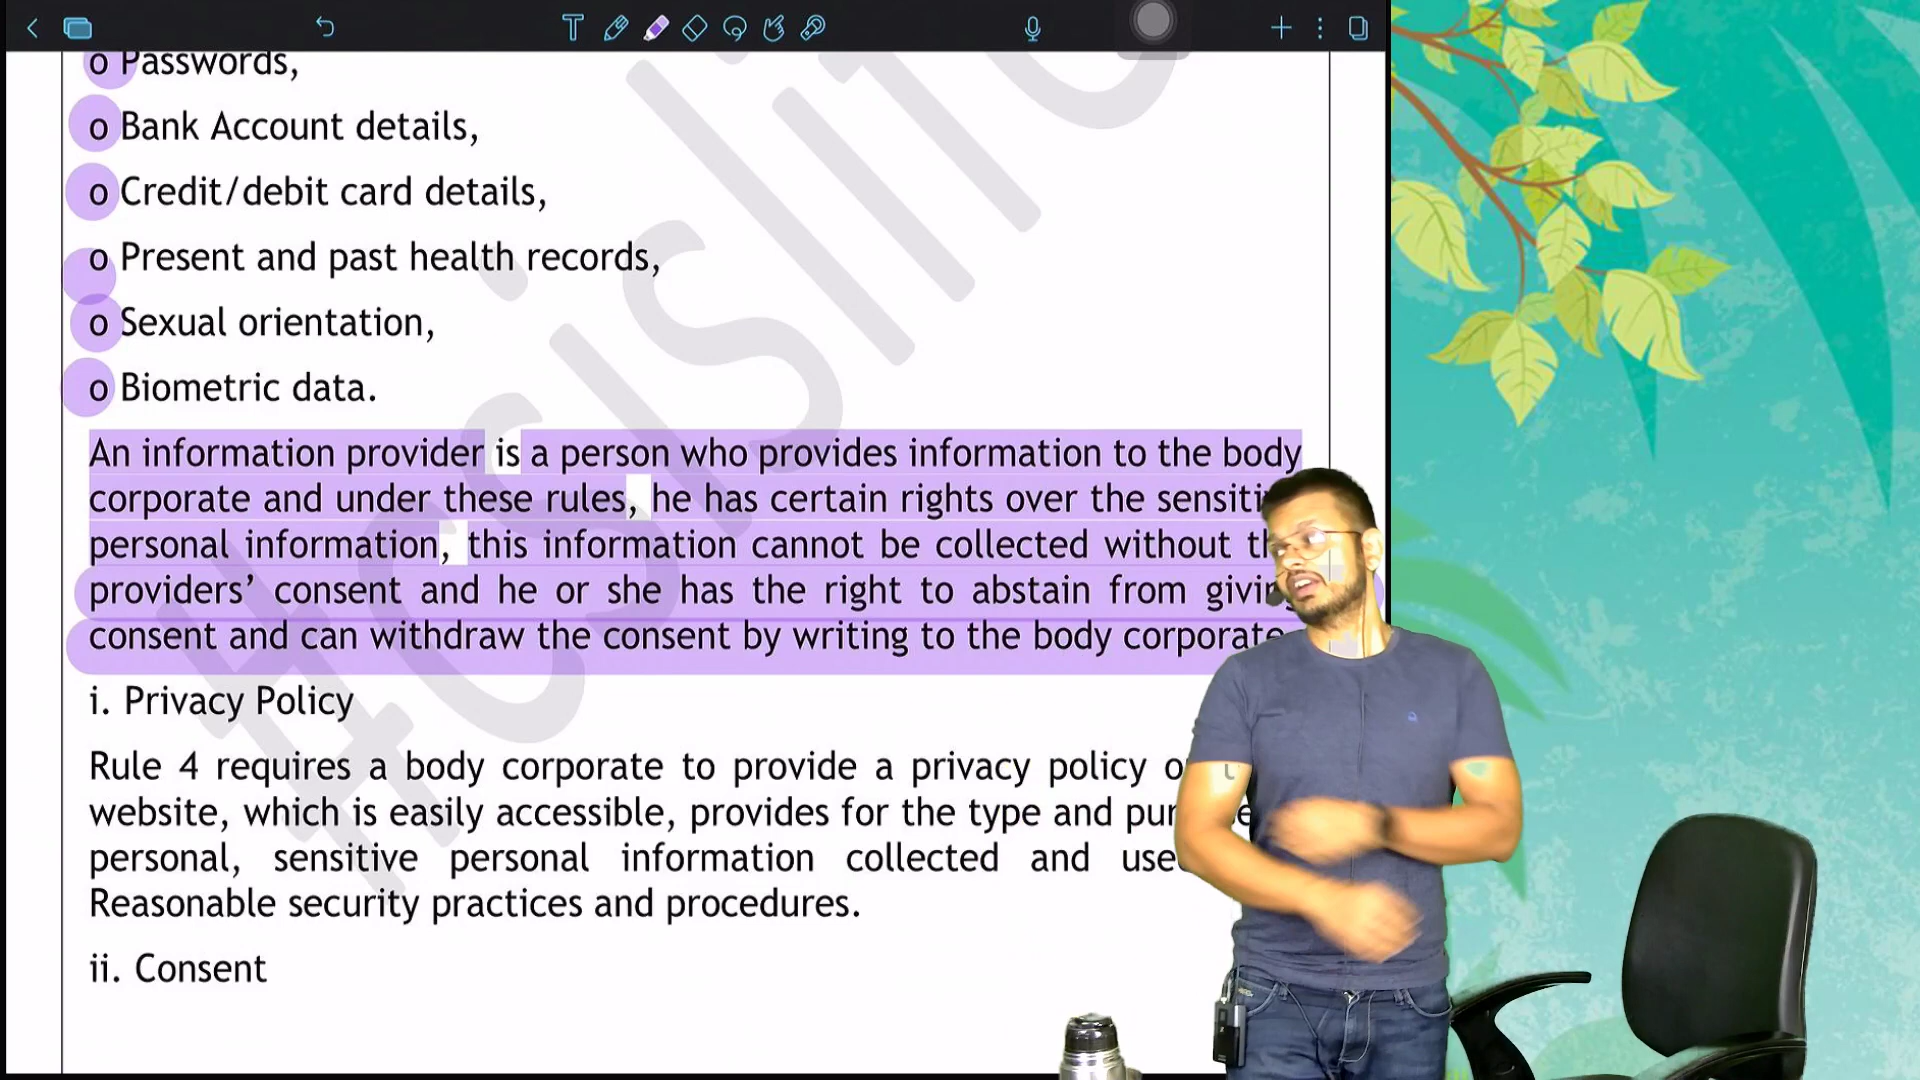 o Passwords,
o Bank Account details,
o Credit/debit card details,
o Present and past health records,
o Sexual orientation,
o Biometric data.
An information provider is a person who provides information to the body
corporate and under these rules, he has certain rights over the
personal information, this information cannot be collected without
providers’ consent and he or she has the right to abstain from giving
consent and can withdraw the consent by writing to the body corporate
i. Privacy Policy
Rule 4 requires a body corporate to provide a privacy policy
website, which is easily accessible, provides for the type and
personal, sensitive personal information collected and
Reasonable security practices and procedures.
ii. Consent